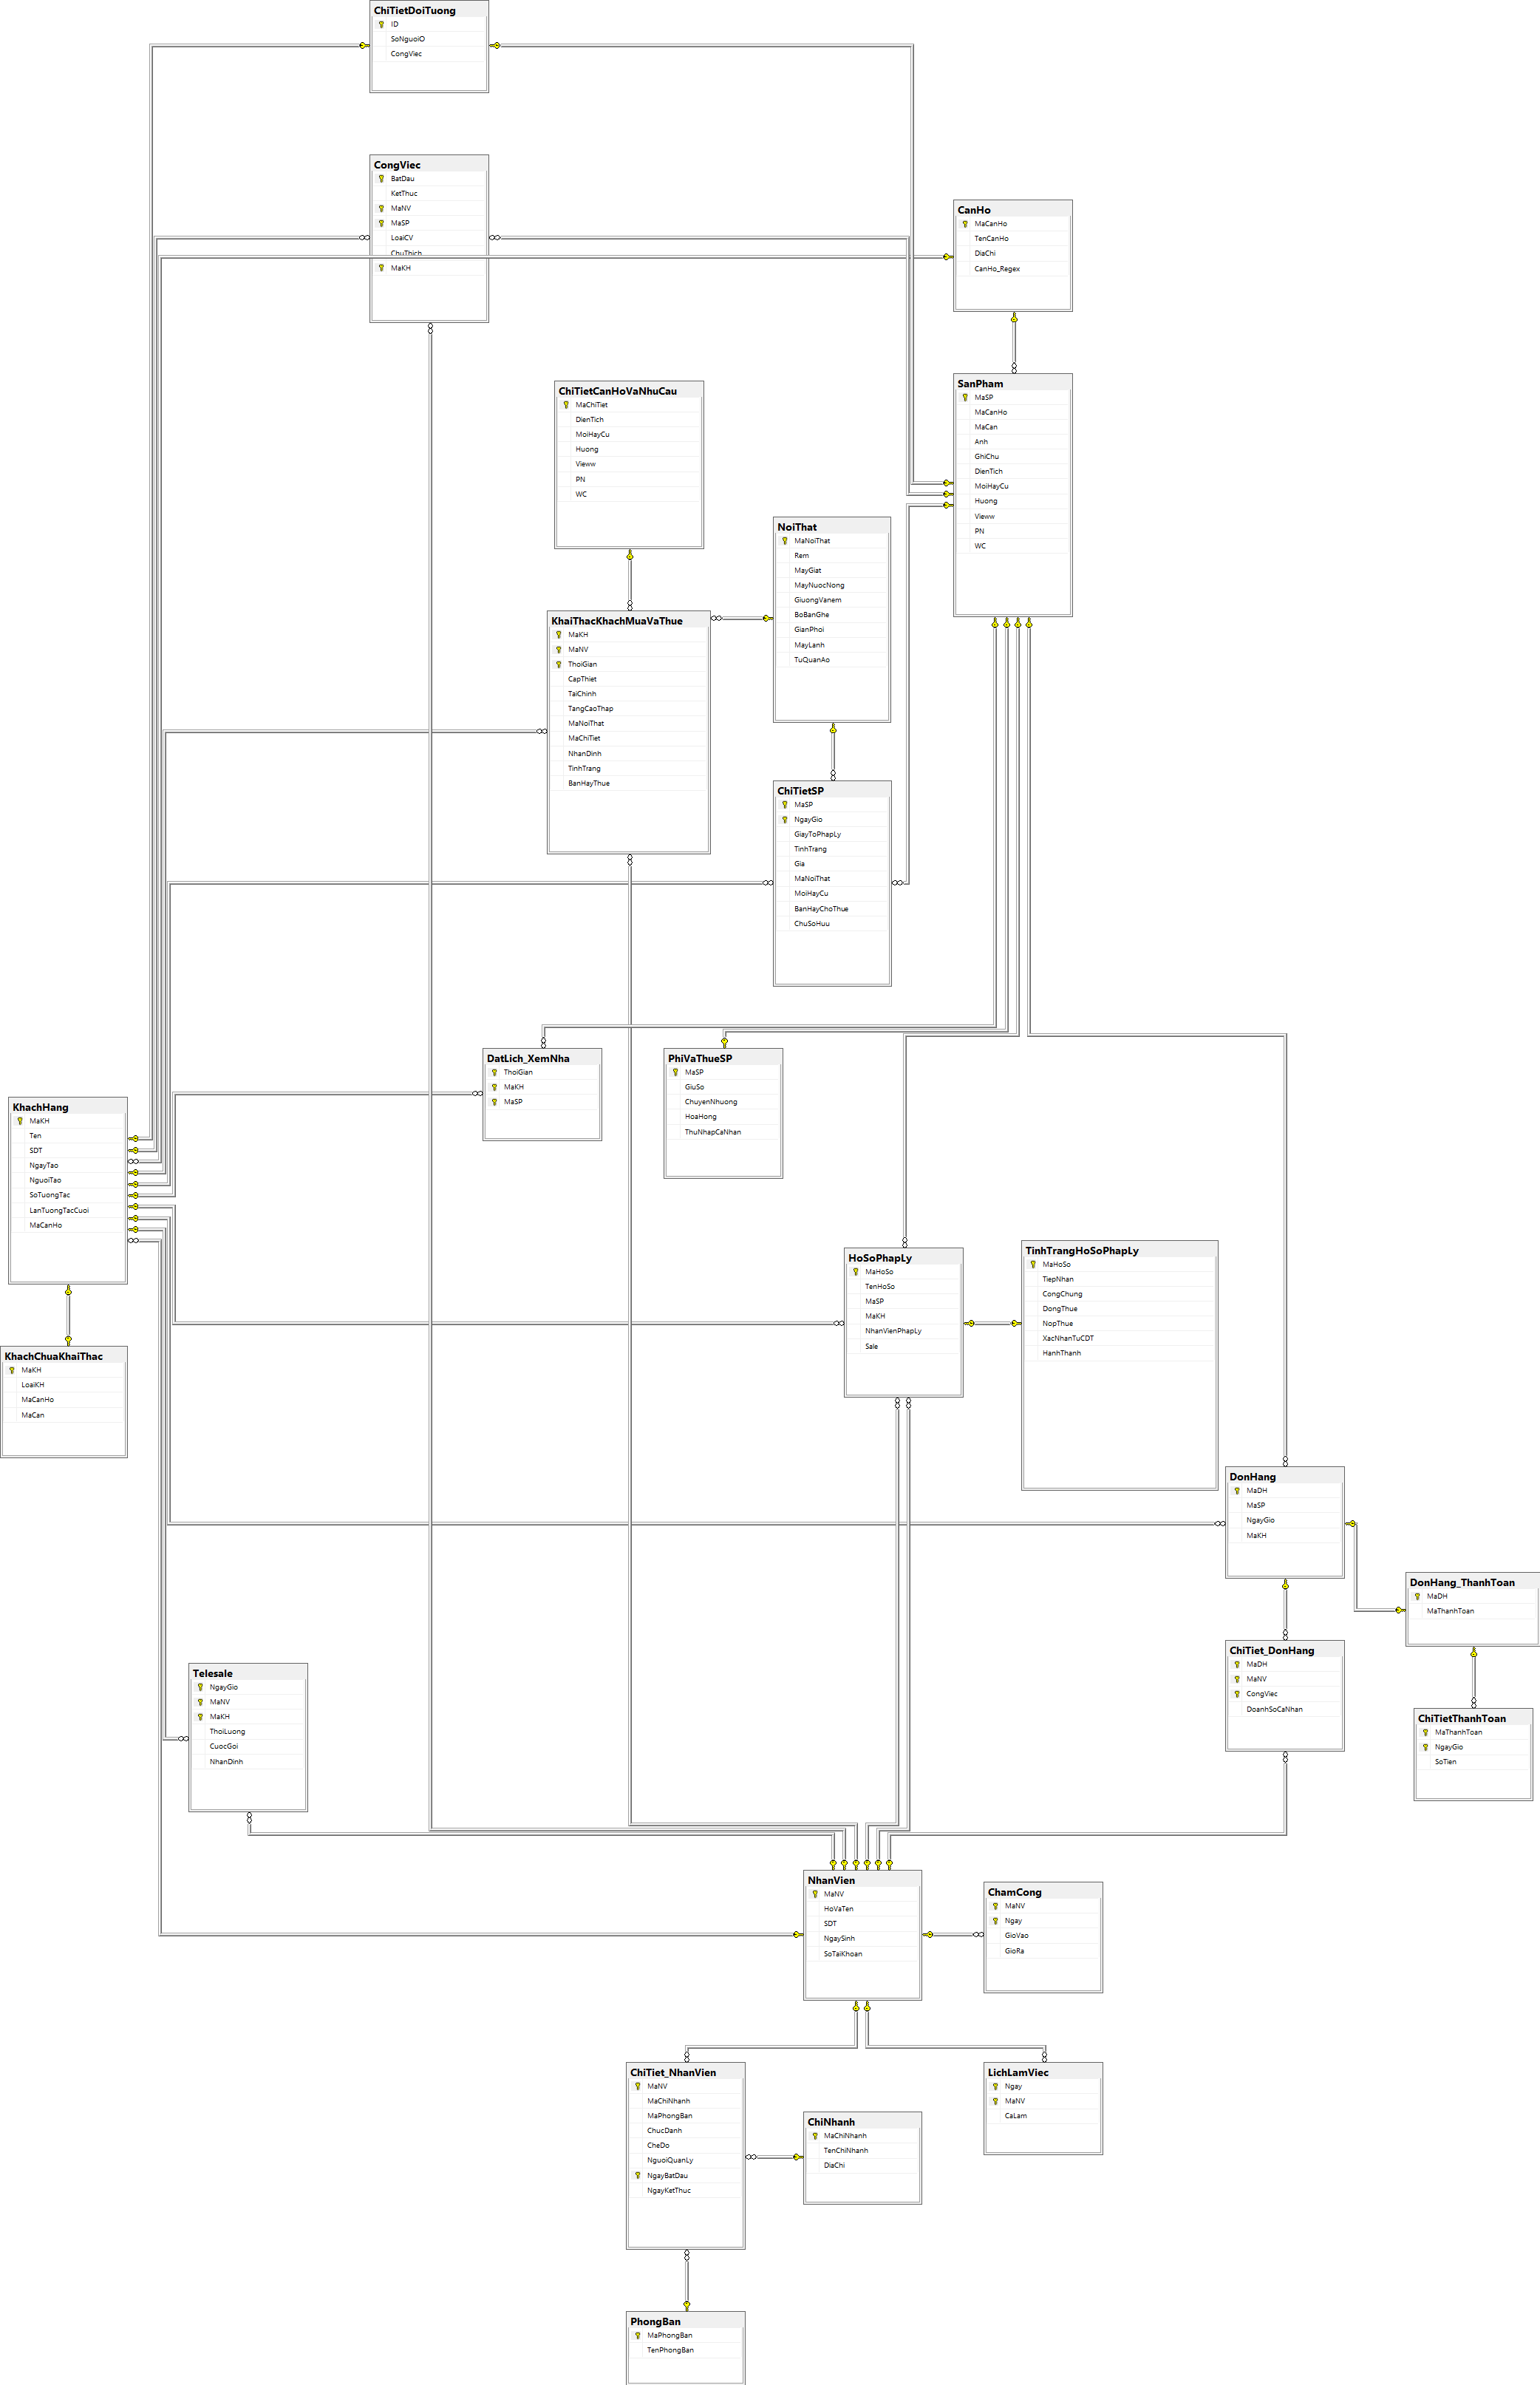 ChiTietDoiTuong
ID
SoNguoiO
CongViec
CongViec
BatDau
KetThuc
MaNV
MaSP
LoaiCV
ChuThich
MaKH
CanHo
MaCanHo
TenCanHo
DiaChi
CanHo_Regex
SanPham
MaSP
MaCanHo
MaCan
Anh
GhiChu
DienTich
MoiHayCu
Huong
Vieww
PN
WC
ChiTietCanHoVaNhuCau
MaChiTiet
DienTich
MoiHayCu
Huong
Vieww
PN
WC
NoiThat
MaNoiThat
Rem
MayGiat
MayNuocNong
GiuongVanem
BoBanGhe
GianPhoi
MayLanh
TuQuanAo
KhaiThacKhachMuaVaThue
MaKH
MaNV
ThoiGian
CapThiet
TaiChinh
TangCaoThap
MaNoiThat
MaChiTiet
NhanDinh
TinhTrang
BanHayThue
ChiTietSP
MaSP
NgayGio
GiayToPhapLy
TinhTrang
Gia
MaNoiThat
MoiHayCu
BanHayChoThue
ChuSoHuu
DatLich_XemNha
ThoiGian
MaKH
MaSP
PhiVaThueSP
MaSP
GiuSo
ChuyenNhuong
HoaHong
ThuNhapCaNhan
KhachHang
MaKH
Ten
SDT
NgayTao
NguoiTao
SoTuongTac
LanTuongTacCuoi
MaCanHo
HoSoPhapLy
MaHoSo
TenHoSo
MaSP
MaKH
NhanVienPhapLy
Sale
TinhTrangHoSoPhapLy
MaHoSo
TiepNhan
CongChung
DongThue
NopThue
XacNhanTuCDT
HanhThanh
KhachChuaKhaiThac
MaKH
LoaiKH
MaCanHo
MaCan
DonHang
MaDH
MaSP
NgayGio
MaKH
DonHang_ThanhToan
MaDH
MaThanhToan
ChiTiet_DonHang
MaDH
MaNV
CongViec
DoanhSoCaNhan
Telesale
NgayGio
MaNV
MaKH
ThoiLuong
CuocGoi
NhanDinh
ChiTietThanhToan
MaThanhToan
NgayGio
SoTien
NhanVien
MaNV
HoVaTen
SDT
NgaySinh
SoTaiKhoan
ChamCong
MaNV
Ngay
GioVao
GioRa
ChiTiet_NhanVien
MaNV
MaChiNhanh
MaPhongBan
ChucDanh
CheDo
NguoiQuanLy
NgayBatDau
NgayKetThuc
LichLamViec
Ngay
MaNV
CaLam
ChiNhanh
MaChiNhanh
TenChiNhanh
DiaChi
PhongBan
MaPhongBan
TenPhongBan